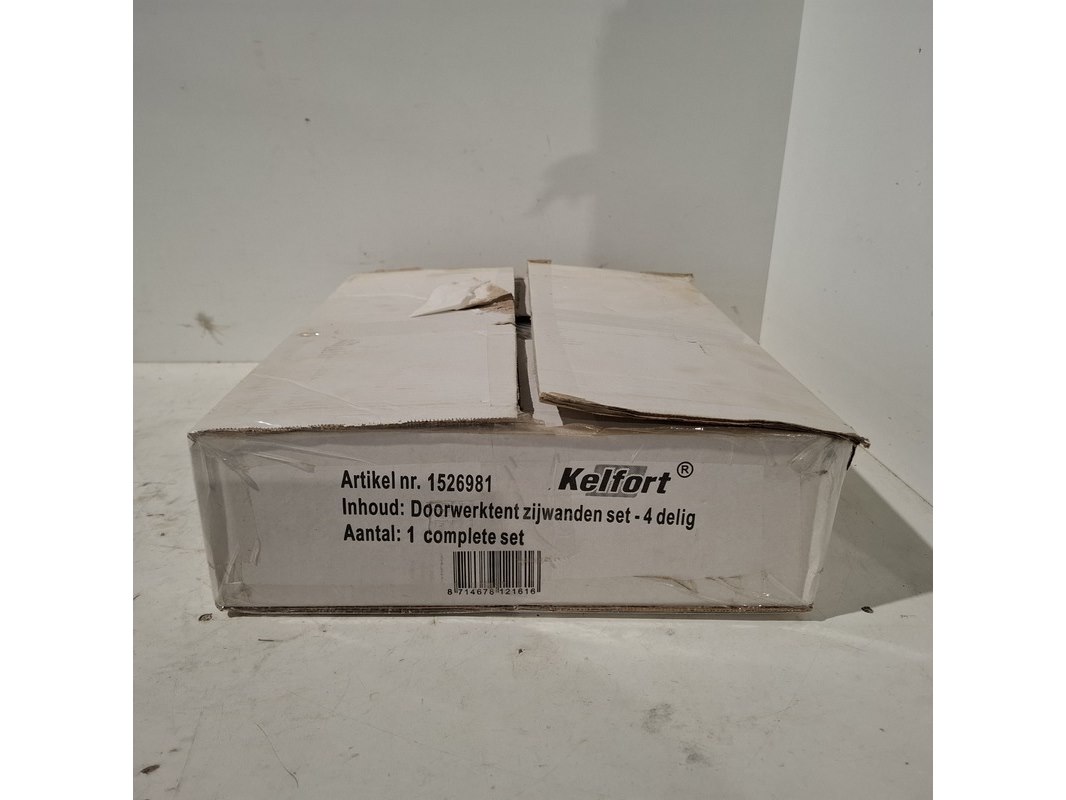 Artikel nr. 1526981
Kelfort ®
Inhoud: Doorwerktent zijwanden set - 4 delig
Aantal: 1 complete set
8 714678 121616